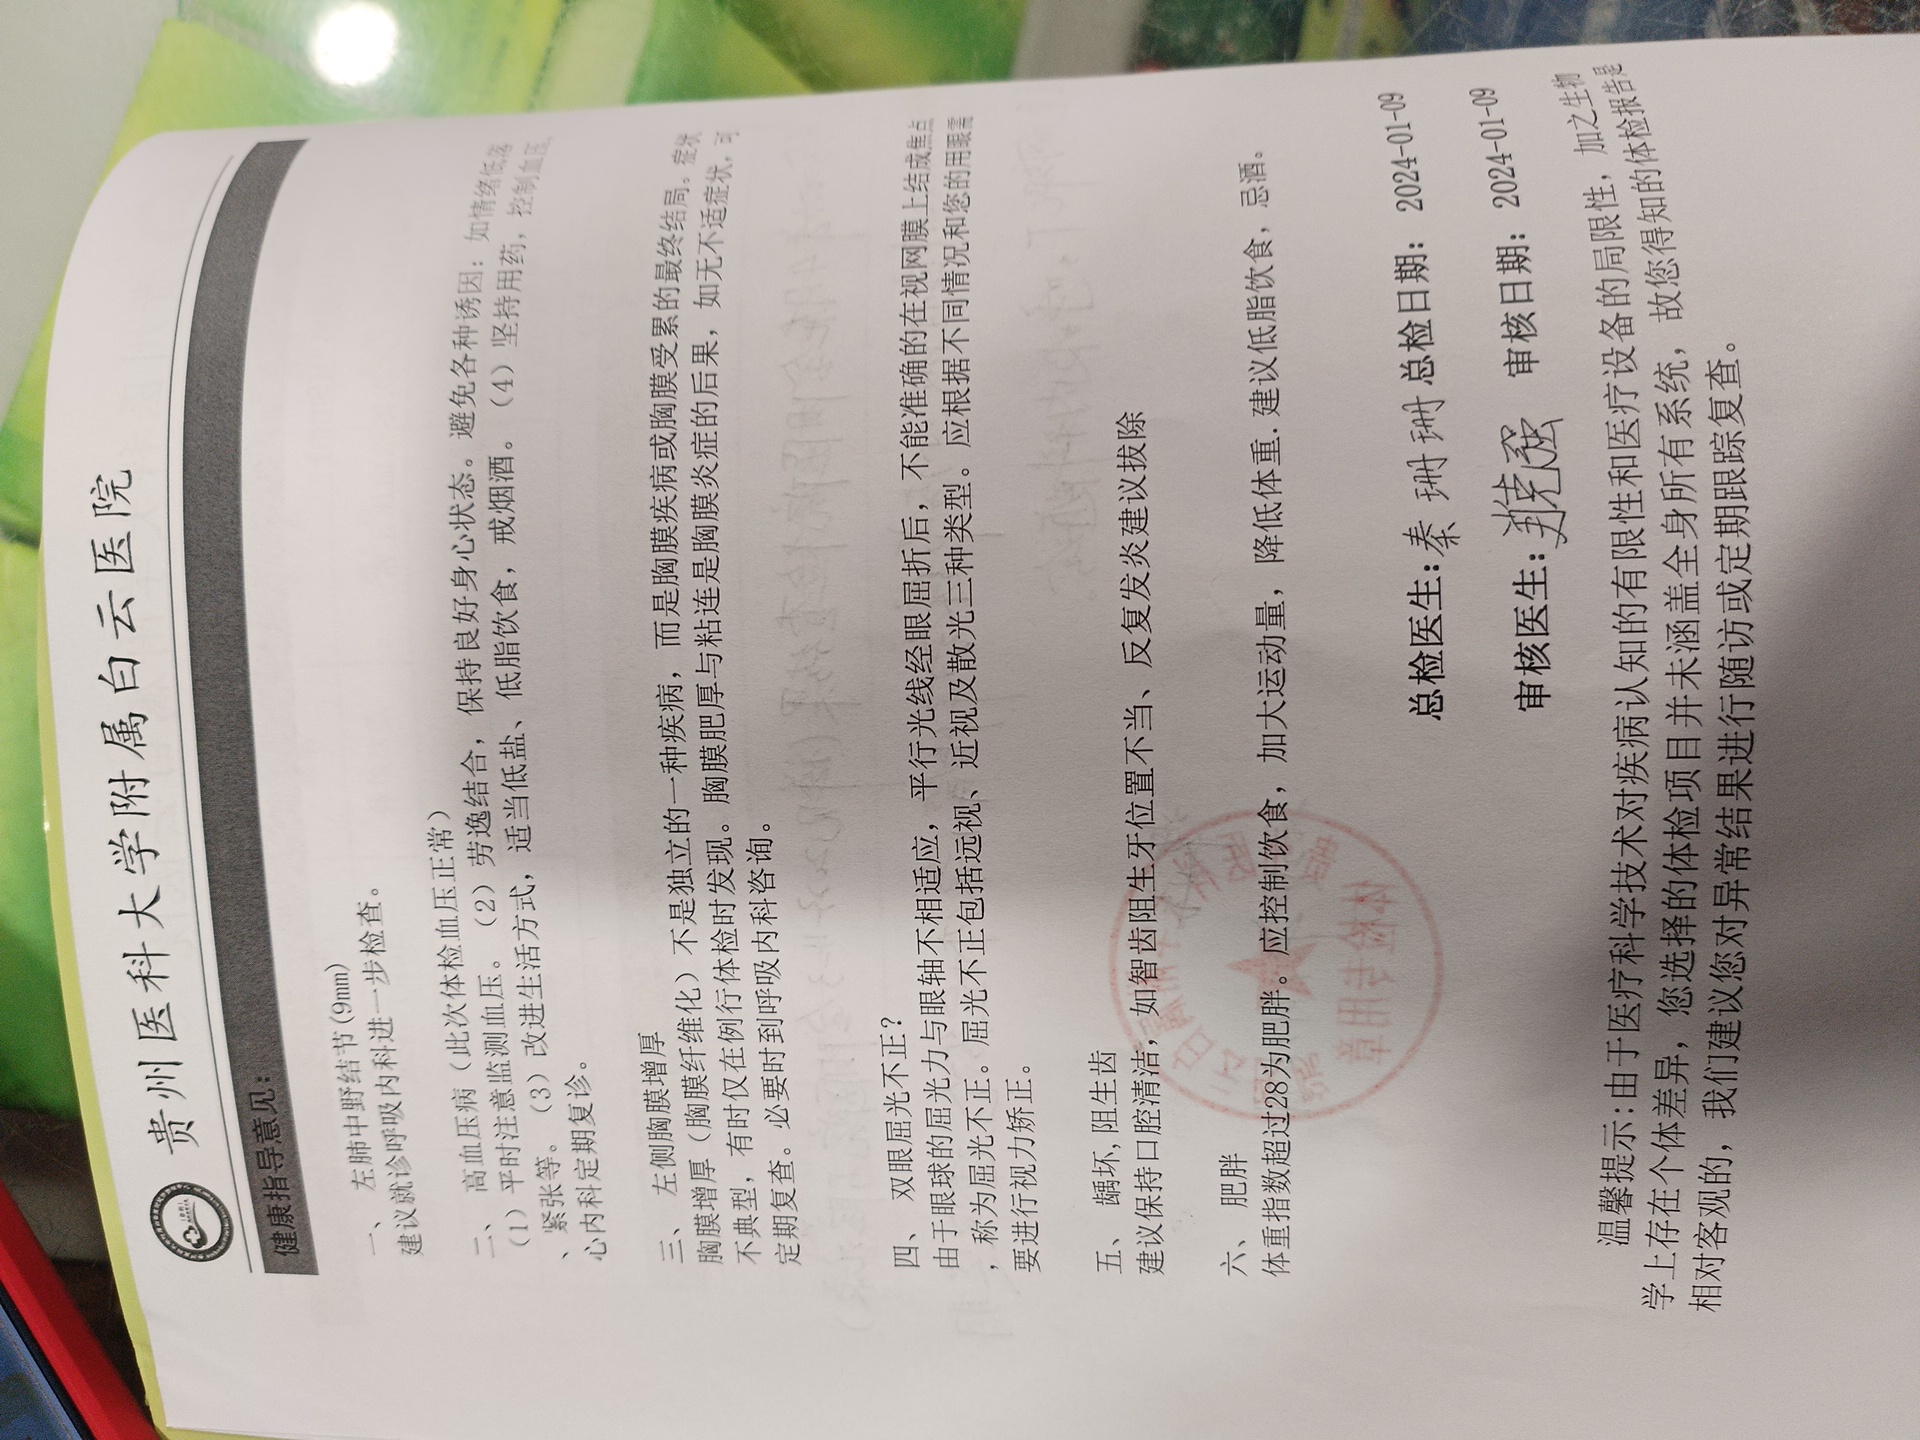 贵州医科大学附属白云医院
健康指导意见：
一、 左肺中野结节(9mm)
建议就诊呼吸内科进一步检查。
二、 高血压病（此次体检血压正常）
(1）平时注意监测血压。（2）劳逸结合，保持良好身心状态。避免各种诱因：如情绪低落
、紧张等。（3）改进生活方式，适当低盐、低脂饮食，戒烟酒。（4）坚持用药，控制血压,
心内科定期复诊。
三、 左侧胸膜增厚
胸膜增厚（胸膜纤维化）不是独立的一种疾病，而是胸膜疾病或胸膜受累的最终结局。症状
不典型，有时仅在例行体检时发现。胸膜肥厚与粘连是胸膜炎症的后果，如无不适症状，可
定期复查。必要时到呼吸内科咨询。
四、 双眼屈光不正?
由于眼球的屈光力与眼轴不相适应，平行光线经眼屈折后，不能准确的在视网膜上结成焦点
，称为屈光不正。屈光不正包括远视、近视及散光三种类型。应根据不同情况和您的用眼需
要进行视力矫正。
五、 龋坏,阻生齿
建议保持口腔清洁，如智齿阻生牙位置不当、反复发炎建议拔除
六、 肥胖
体重指数超过28为肥胖。应控制饮食，加大运动量，降低体重.建议低脂饮食，忌酒。
总检医生:秦珊珊 总检日期：2024-01-09
审核医生: 审核日期：2024-01-09
温馨提示:由于医疗科学技术对疾病认知的有限性和医疗设备的局限性，加之生物
学上存在个体差异，您选择的体检项目并未涵盖全身所有系统，故您得知的体检报告是
相对客观的，我们建议您对异常结果进行随访或定期跟踪复查。